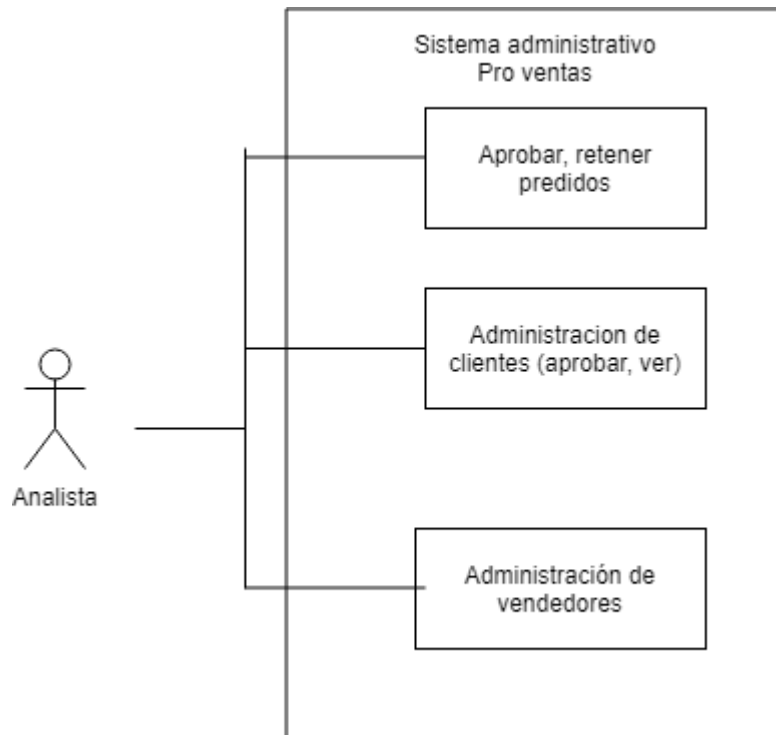 Sistema administrativo
Pro ventas
Aprobar, retener
predidos
Administracion de
clientes (aprobar, ver)
Analista
Administración de
vendedores